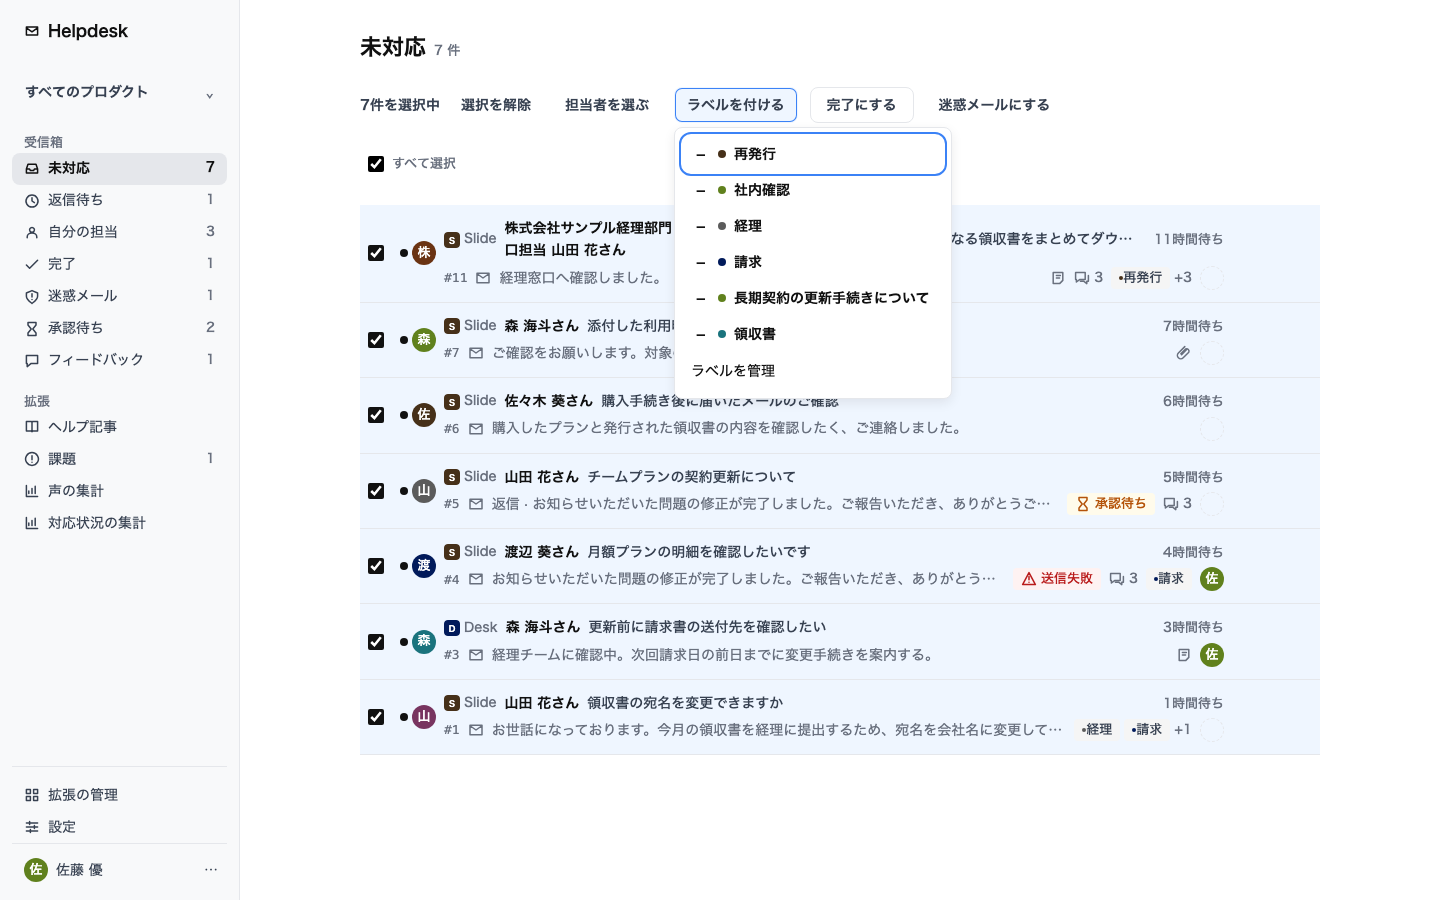 Helpdesk
すべてのプロダクト
受信箱
未対応 7
返信待ち 1
自分の担当 3
完了 1
迷惑メール 1
承認待ち 2
フィードバック 1
拡張
ヘルプ記事
課題 1
声の集計
対応状況の集計
拡張の管理
設定
佐 佐藤 優 …
未対応 7 件
7件を選択中 選択を解除 担当者を選ぶ ラベルを付ける 完了にする 迷惑メールにする
すべて選択
再発行
社内確認
経理
請求
長期契約の更新手続きについて
領収書
ラベルを管理
株 S Slide 株式会社サンプル経理部門
口担当 山田 花さん
なる領収書をまとめてダウ… 11時間待ち
#11 経理窓口へ確認しました。 3 •再発行 +3
森 S Slide 森 海斗さん 添付した利用 7時間待ち
#7 ご確認をお願いします。対象
佐 S Slide 佐々木 葵さん 購入手続き後に届いたメールのご確認 6時間待ち
#6 購入したプランと発行された領収書の内容を確認したく、ご連絡しました。
山 S Slide 山田 花さん チームプランの契約更新について 5時間待ち
#5 返信 · お知らせいただいた問題の修正が完了しました。ご報告いただき、ありがとうご… 承認待ち 3
渡 S Slide 渡辺 葵さん 月額プランの明細を確認したいです 4時間待ち
#4 お知らせいただいた問題の修正が完了しました。ご報告いただき、ありがとう… 送信失敗 3 •請求 佐
森 D Desk 森 海斗さん 更新前に請求書の送付先を確認したい 3時間待ち
#3 経理チームに確認中。次回請求日の前日までに変更手続きを案内する。 佐
山 S Slide 山田 花さん 領収書の宛名を変更できますか 1時間待ち
#1 お世話になっております。今月の領収書を経理に提出するため、宛名を会社名に変更して… •経理 •請求 +1